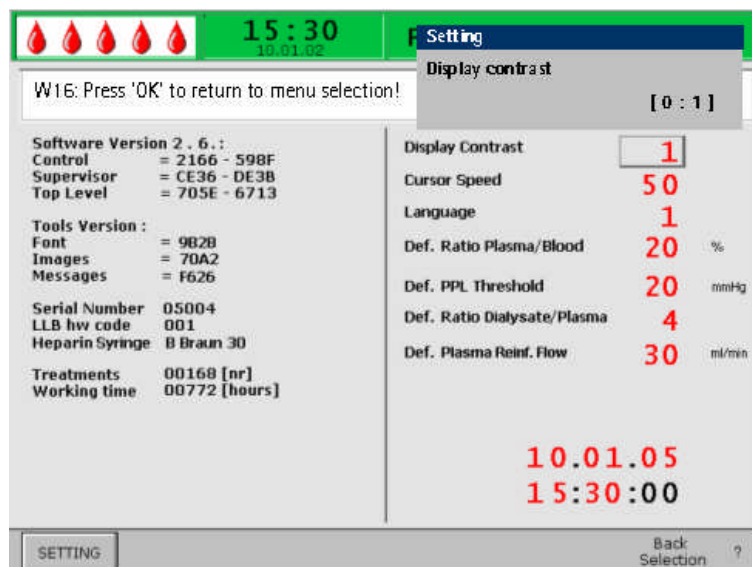 15:30
10.01.02
Setting
Display contrast
[0:1]
W16: Press 'OK' to return to menu selection!
Software Version 2 . 6.:
Control = 2166 - 598F
Supervisor = CE36 - DE3B
Top Level = 705E - 6713
Tools Version :
Font = 9B2B
Images = 70A2
Messages = F626
Serial Number 05004
LLB hw code 001
Heparin Syringe B Braun 30
Treatments 00168 [nr]
Working time 00772 [hours]
Display Contrast 1
Cursor Speed 50
Language 1
Def. Ratio Plasma/Blood 20 %
Def. PPL Threshold 20 mmHg
Def. Ratio Dialysate/Plasma 4
Def. Plasma Reinf. Flow 30 ml/min
10.01.05
15:30:00
SETTING
Back
Selection ?